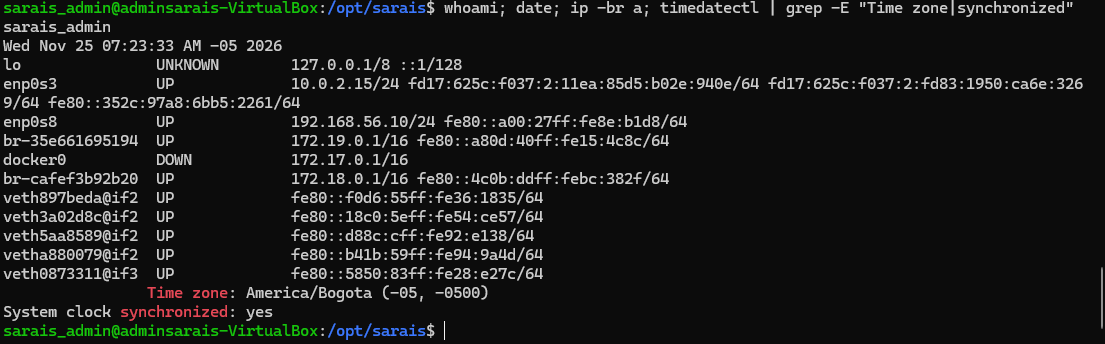 sarais_admin@adminsarais-VirtualBox:/opt/sarais$ whoami; date; ip -br a; timedatectl | grep -E "Time zone|synchronized"
sarais_admin
Wed Nov 25 07:23:33 AM -05 2026
lo               UNKNOWN        127.0.0.1/8 ::1/128
enp0s3           UP             10.0.2.15/24 fd17:625c:f037:2:11ea:85d5:b02e:940e/64 fd17:625c:f037:2:fd83:1950:ca6e:326
9/64 fe80::352c:97a8:6bb5:2261/64
enp0s8           UP             192.168.56.10/24 fe80::a00:27ff:fe8e:b1d8/64
br-35e661695194  UP             172.19.0.1/16 fe80::a80d:40ff:fe15:4c8c/64
docker0          DOWN           172.17.0.1/16
br-cafef3b92b20  UP             172.18.0.1/16 fe80::4c0b:ddff:febc:382f/64
veth897beda@if2  UP             fe80::f0d6:55ff:fe36:1835/64
veth3a02d8c@if2  UP             fe80::18c0:5eff:fe54:ce57/64
veth5aa8589@if2  UP             fe80::d88c:cff:fe92:e138/64
vetha880079@if2  UP             fe80::b41b:59ff:fe94:9a4d/64
veth0873311@if3  UP             fe80::5850:83ff:fe28:e27c/64
                Time zone: America/Bogota (-05, -0500)
System clock synchronized: yes
sarais_admin@adminsarais-VirtualBox:/opt/sarais$